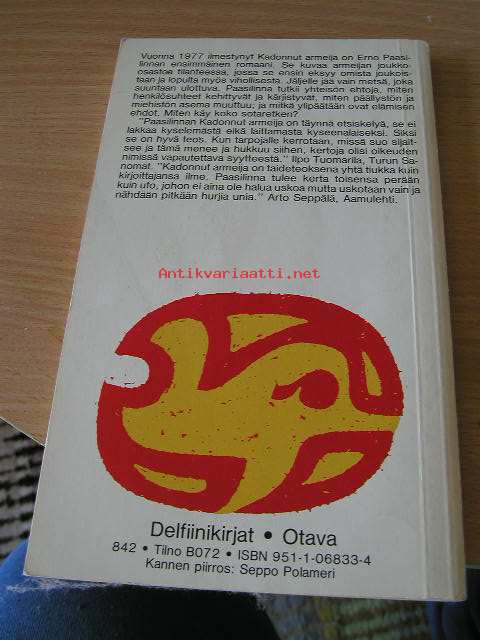 Vuonna 1977 ilmestynyt Kadonnut armeija on Erno Paasi-
linnan ensimmäinen romaani. Se kuvaa armeijan joukko-
osastoa tilanteessa, jossa se ensin eksyy omista joukois-
taan ja lopulta myös vihollisesta. Jäljelle jää vain metsä, joka
suuntaan ulottuva. Paasilinna tutkii yhteisön ehtoja, miten
henkilösuhteet kehittyvät ja kärjistyvät, miten päällystön ja
miehistön asema muuttuu; ja mitkä ylipäätään ovat elämisen
ehdot. Miten käy koko sotaretken?
"Paasilinnan Kadonnut armeija on täynnä etsiskelyä, se ei
lakkaa kyselemästä eikä laittamasta kyseenalaiseksi. Siksi
se on hyvä teos. Kun tarpojalle kerrotaan, missä suo sijait-
see ja tämä menee ja hukkuu siihen, kertoja olisi oikeuden
nimissä vapautettava syytteestä." Ilpo Tuomarila, Turun Sa-
nomat. "Kadonnut armeija on taideteoksena yhtä tiukka kuin
kirjoittajansa ilme. Paasilinna tulee kerta toisensa perään
kuin ufo, johon ei aina ole halua uskoa mutta uskotaan vain ja
nähdään pitkään hurjia unia." Arto Seppälä, Aamulehti.
Antikvariaatti.net
Delfiinikirjat • Otava
842 • Tilno B072 • ISBN 951-1-06833-4
Kannen piirros: Seppo Polameri